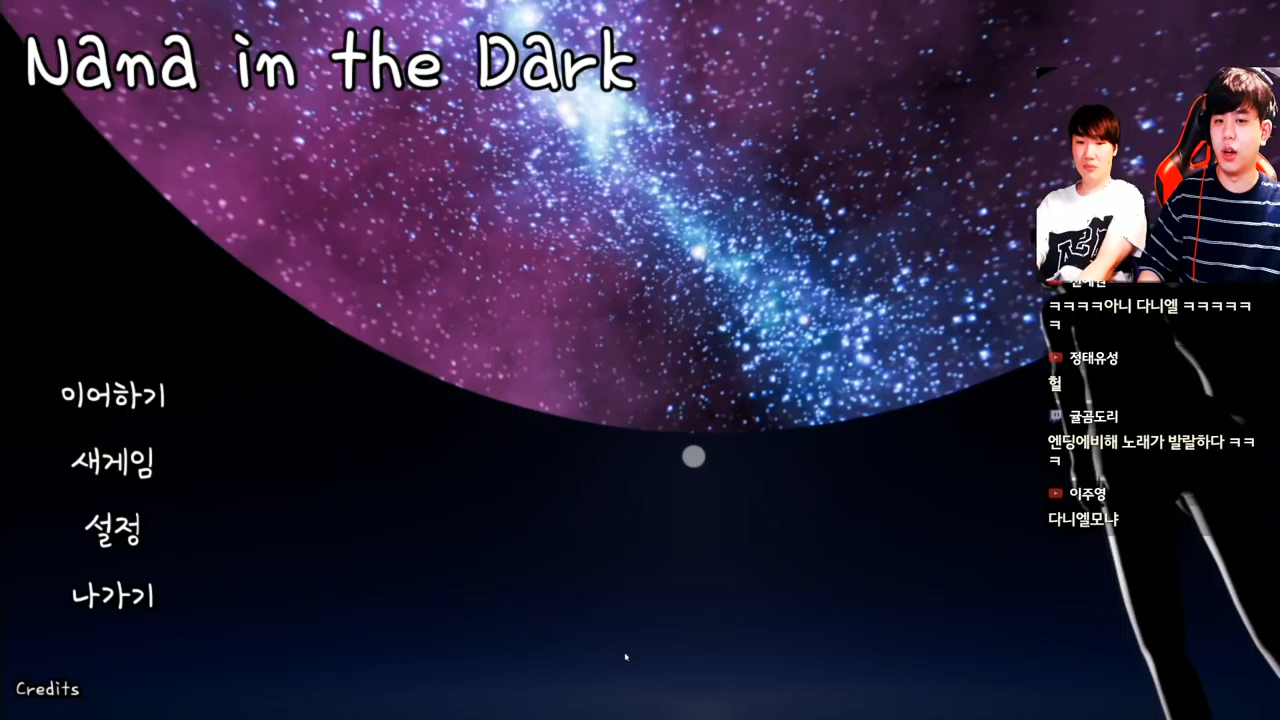 Nana in the Dark
ㅋㅋㅋㅋ아니 다니엘 ㅋㅋㅋㅋㅋ
ㅋ
정태유성
헐
귤곰도리
엔딩에비해 노래가 발랄하다 ㅋㅋ
ㅋ
이주영
다니엘모냐
이어하기
새게임
설정
나가기
Credits